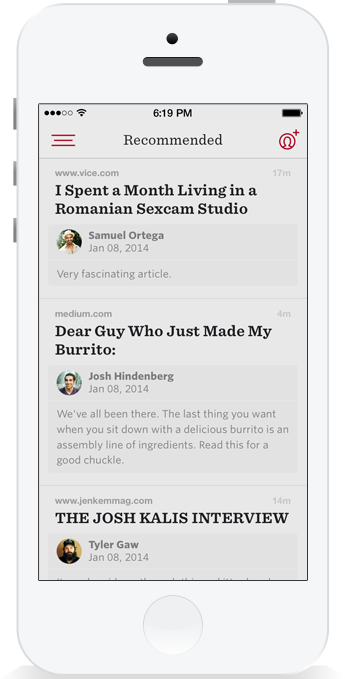 6:19 PM
Recommended
www.vice.com 17m
I Spent a Month Living in a
Romanian Sexcam Studio
Samuel Ortega
Jan 08, 2014
Very fascinating article.
medium.com 4m
Dear Guy Who Just Made My
Burrito:
Josh Hindenberg
Jan 08, 2014
We've all been there. The last thing you want
when you sit down with a delicious burrito is an
assembly line of ingredients. Read this for a
good chuckle.
www.jenkemmag.com 14m
THE JOSH KALIS INTERVIEW
Tyler Gaw
Jan 08, 2014